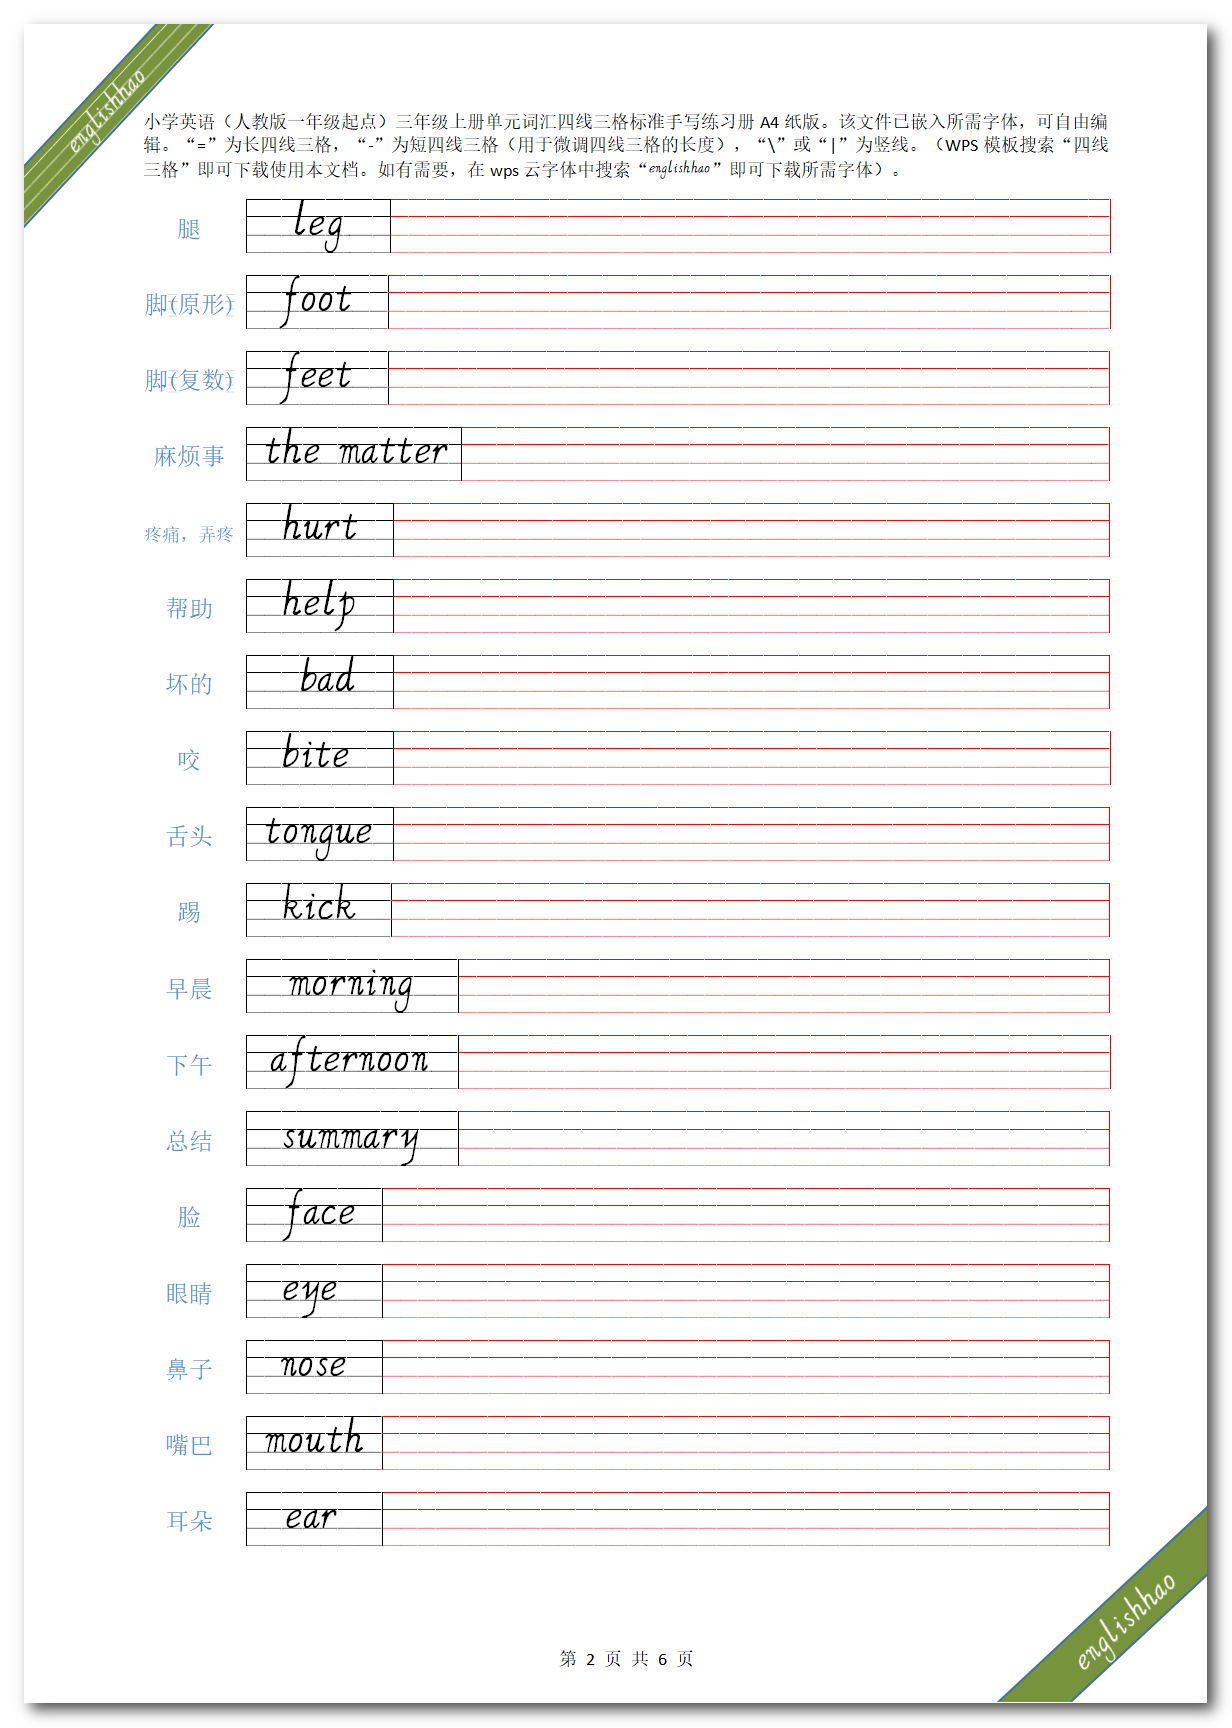 englishhao
小学英语（人教版一年级起点）三年级上册单元词汇四线三格标准手写练习册 A4 纸版。该文件已嵌入所需字体，可自由编
辑。“=”为长四线三格，“-”为短四线三格（用于微调四线三格的长度），“\”或“|”为竖线。（WPS 模板搜索“四线
三格”即可下载使用本文档。如有需要，在 wps 云字体中搜索“englishhao”即可下载所需字体）。
腿 leg
脚(原形) foot
脚(复数) feet
麻烦事 the matter
疼痛，弄疼 hurt
帮助 help
坏的 bad
咬 bite
舌头 tongue
踢 kick
早晨 morning
下午 afternoon
总结 summary
脸 face
眼睛 eye
鼻子 nose
嘴巴 mouth
耳朵 ear
englishhao
第 2 页 共 6 页